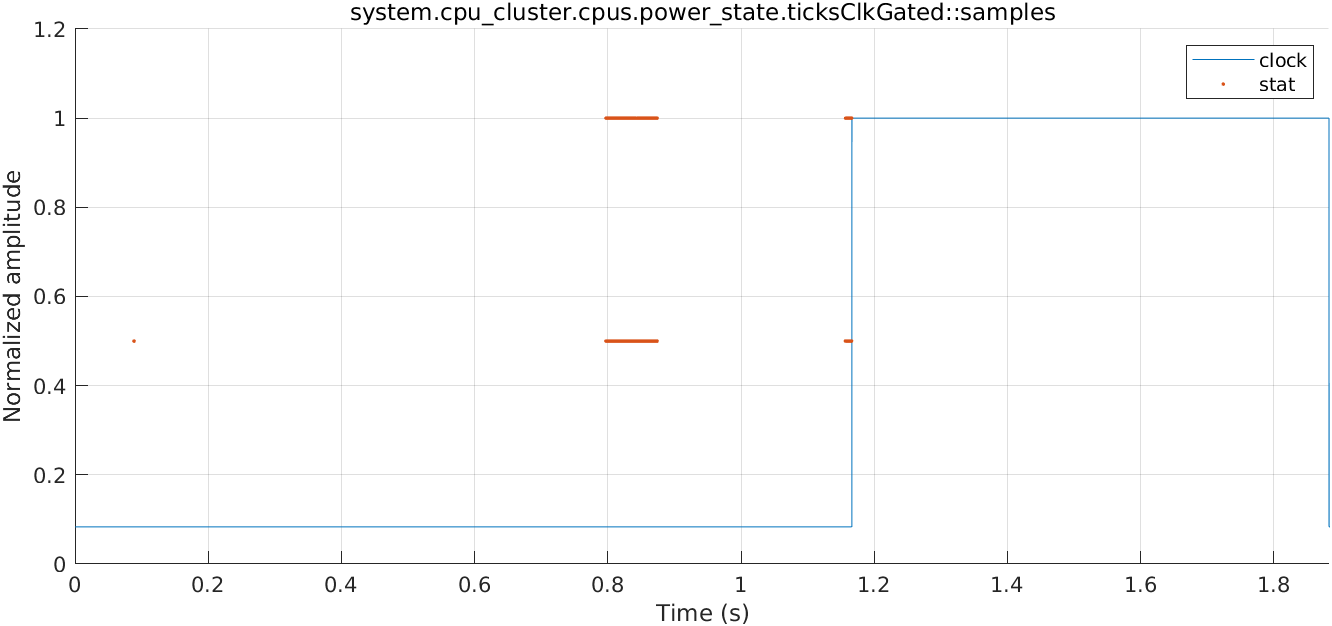 system.cpu_cluster.cpus.power_state.ticksClkGated::samples
1.2
1
0.8
0.6
0.4
0.2
0
Normalized amplitude
clock
stat
0 0.2 0.4 0.6 0.8 1 1.2 1.4 1.6 1.8
Time (s)